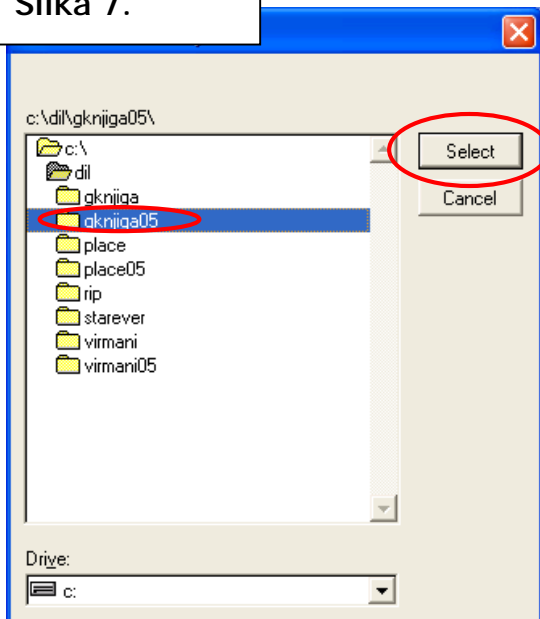 Slika 7.
c:\dil\gknjiga05\
c:\
dil
gknjiga
gknjiga05
place
place05
rip
starever
virmani
virmani05
Select
Cancel
Drive:
c: